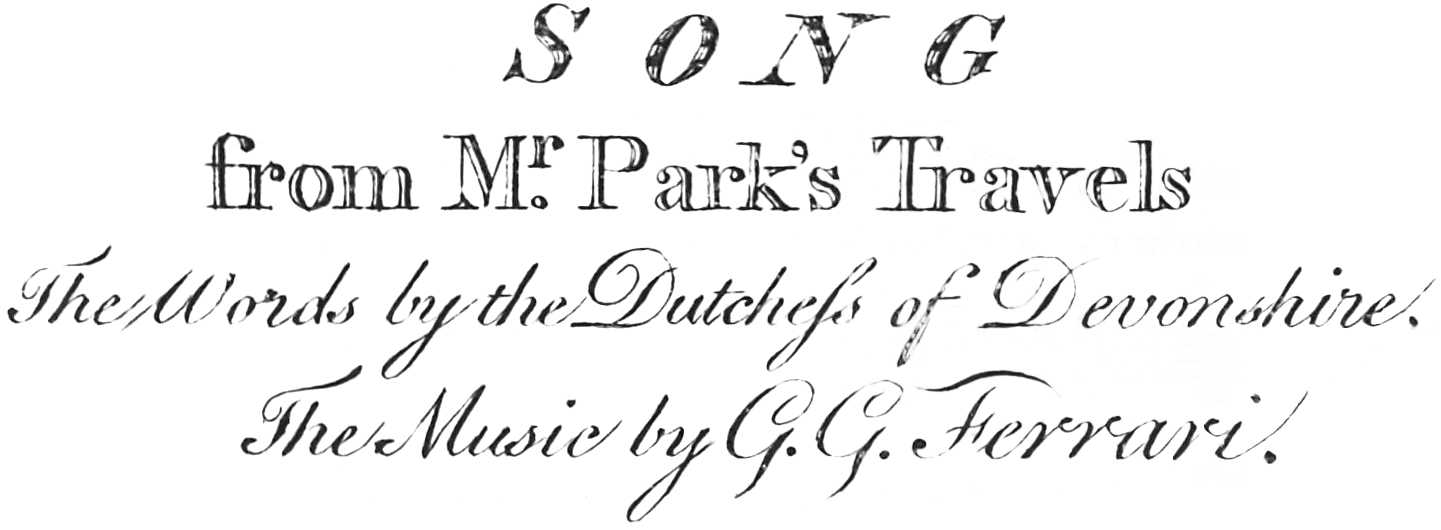 SONG
from Mr. Park's Travels
The Words by the Dutcheſs of Devonshire.
The Music by G. G. Ferrari.